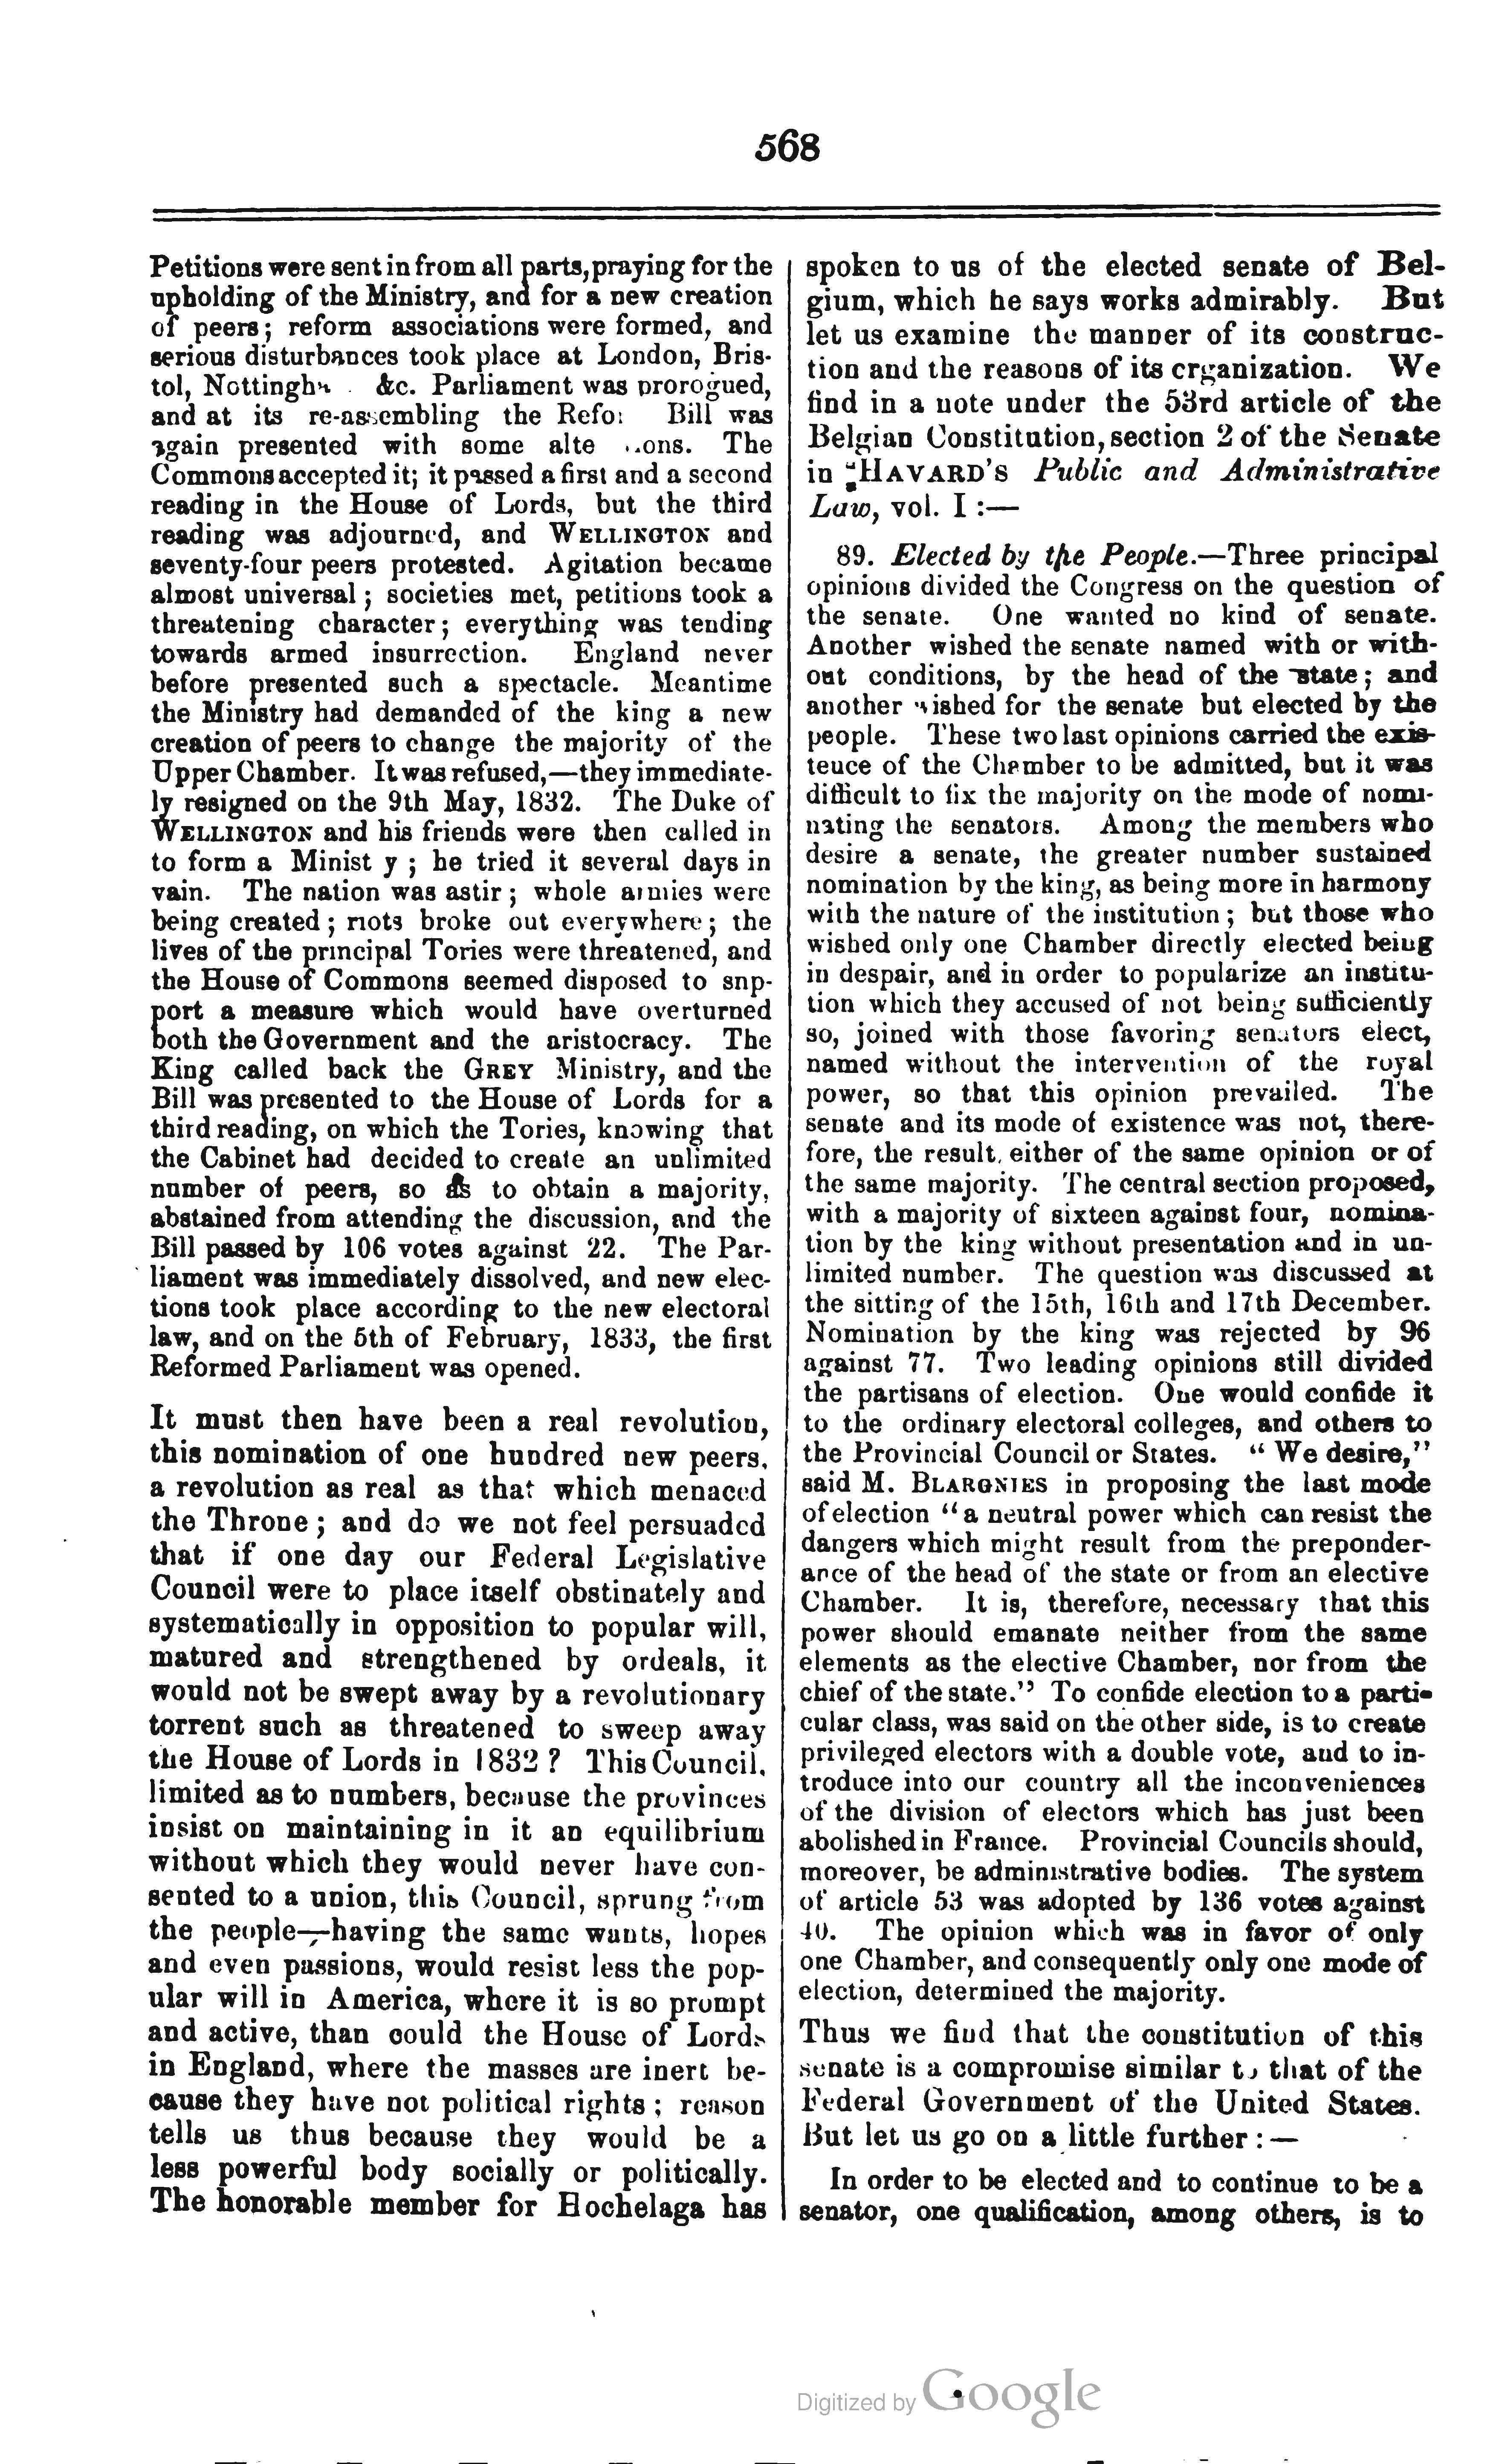 568
Petitions were sent in from all parts, praying for the
upholding of the Ministry, and for a new creation
of peers; reform associations were formed, and
serious disturbances took place at London, Bris-
tol, &c. Parliament was prorogued,
and at its re-assembling the Bill was
again presented with some The
Commons accepted it; it passed a first and a second
reading in the House of Lords, but the third
reading was adjourned, and WELLINGTON and
seventy-four peers protested. Agitation became
almost universal; societies met, petitions took a
threatening character; everything was tending
towards armed insurrection. England never
before presented such a spectacle. Meantime
the Ministry had demanded of the king a new
creation of peers to change the majority of the
Upper Chamber. It was refused,—they immediate-
ly resigned on the 9th May, 1832. The Duke of
WELLINGTON and his friends were then called in
to form a Minist y; he tried it several days in
vain. The nation was astir; whole armies were
being created; riots broke out everywhere; the
lives of the principal Tories were threatened, and
the House of Commons seemed disposed to snp-
port a measure which would have overturned
both the Government and the aristocracy. The
King called back the GREY Ministry, and the
Bill was presented to the House of Lords for a
third reading, on which the Tories, knowing that
the Cabinet had decided to create an unlimited
number of peers, so as to obtain a majority,
abstained from attending the discussion, and the
Bill passed by 106 votes against 22. The Par-
liament was immediately dissolved, and new elec-
tions took place according to the new electoral
law, and on the 5th of February, 1833, the first
Reformed Parliament was opened.
It must then have been a real revolution,
this nomination of one hundred new peers,
a revolution as real as that which menaced
the Throne; and do we not feel persuaded
that if one day our Federal Legislative
Council were to place itself obstinately and
systematically in opposition to popular will,
matured and strengthened by ordeals, it
would not be swept away by a revolutionary
torrent such as threatened to sweep away
the House of Lords in 1832? This Council,
limited as to numbers, because the provinces
insist on maintaining in it an equilibrium
without which they would never have con-
sented to a union, this Council, sprung from
the people—having the same wants, hopes
and even passions, would resist less the pop-
ular will in America, where it is so prompt
and active, than could the House of Lords
in England, where the masses are inert be-
cause they have not political rights; reason
tells us thus because they would be a
less powerful body socially or politically.
The honorable member for Hochelaga has
spoken to us of the elected senate of Bel-
gium, which he says works admirably. But
let us examine the manner of its construc-
tion and the reasons of its crganization. We
find in a note under the 53rd article of the
Belgian Constitution, section 2 of the Senate
in HAVARD'S Public and Administrative
Law, vol. I:—
89. Elected by the People.—Three principal
opinions divided the Congress on the question of
the senate. One wanted no kind of senate.
Another wished the senate named with or with-
out conditions, by the head of the state; and
another wished for the senate but elected by the
people. These two last opinions carried the exis-
tence of the Chamber to be admitted, but it was
difficult to fix the majority on the mode of nomi-
nating the senators. Among the members who
desire a senate, the greater number sustained
nomination by the king, as being more in harmony
with the nature of the institution; but those who
wished only one Chamber directly elected being
in despair, and in order to popularize an institu-
tion which they accused of not being sufficiently
so, joined with those favoring senators elect,
named without the intervention of the royal
power, so that this opinion prevailed. The
senate and its mode of existence was not, there-
fore, the result, either of the same opinion or of
the same majority. The central section proposed,
with a majority of sixteen against four, nomina-
tion by the king without presentation and in un-
limited number. The question was discussed at
the sitting of the 15th, 16th and 17th December.
Nomination by the king was rejected by 96
against 77. Two leading opinions still divided
the partisans of election. One would confide it
to the ordinary electoral colleges, and others to
the Provincial Council or States. "We desire,"
said M. BLARGNIES in proposing the last mode
of election "a neutral power which can resist the
dangers which might result from the preponder-
ance of the head of the state or from an elective
Chamber. It is, therefore, necessary that this
power should emanate neither from the same
elements as the elective Chamber, nor from the
chief of the state." To confide election to a parti-
cular class, was said on the other side, is to create
privileged electors with a double vote, and to in-
troduce into our country all the inconveniences
of the division of electors which has just been
abolished in France. Provincial Councils should,
moreover, be administrative bodies. The system
of article 53 was adopted by 136 votes against
40. The opinion which was in favor of only
one Chamber, and consequently only one mode of
election, determined the majority.
Thus we find that the constitution of this
senate is a compromise similar to that of the
Federal Government of the United States.
But let us go on a little further:—
In order to be elected and to continue to be a
senator, one qualification, among others, is to
Digitized by Google